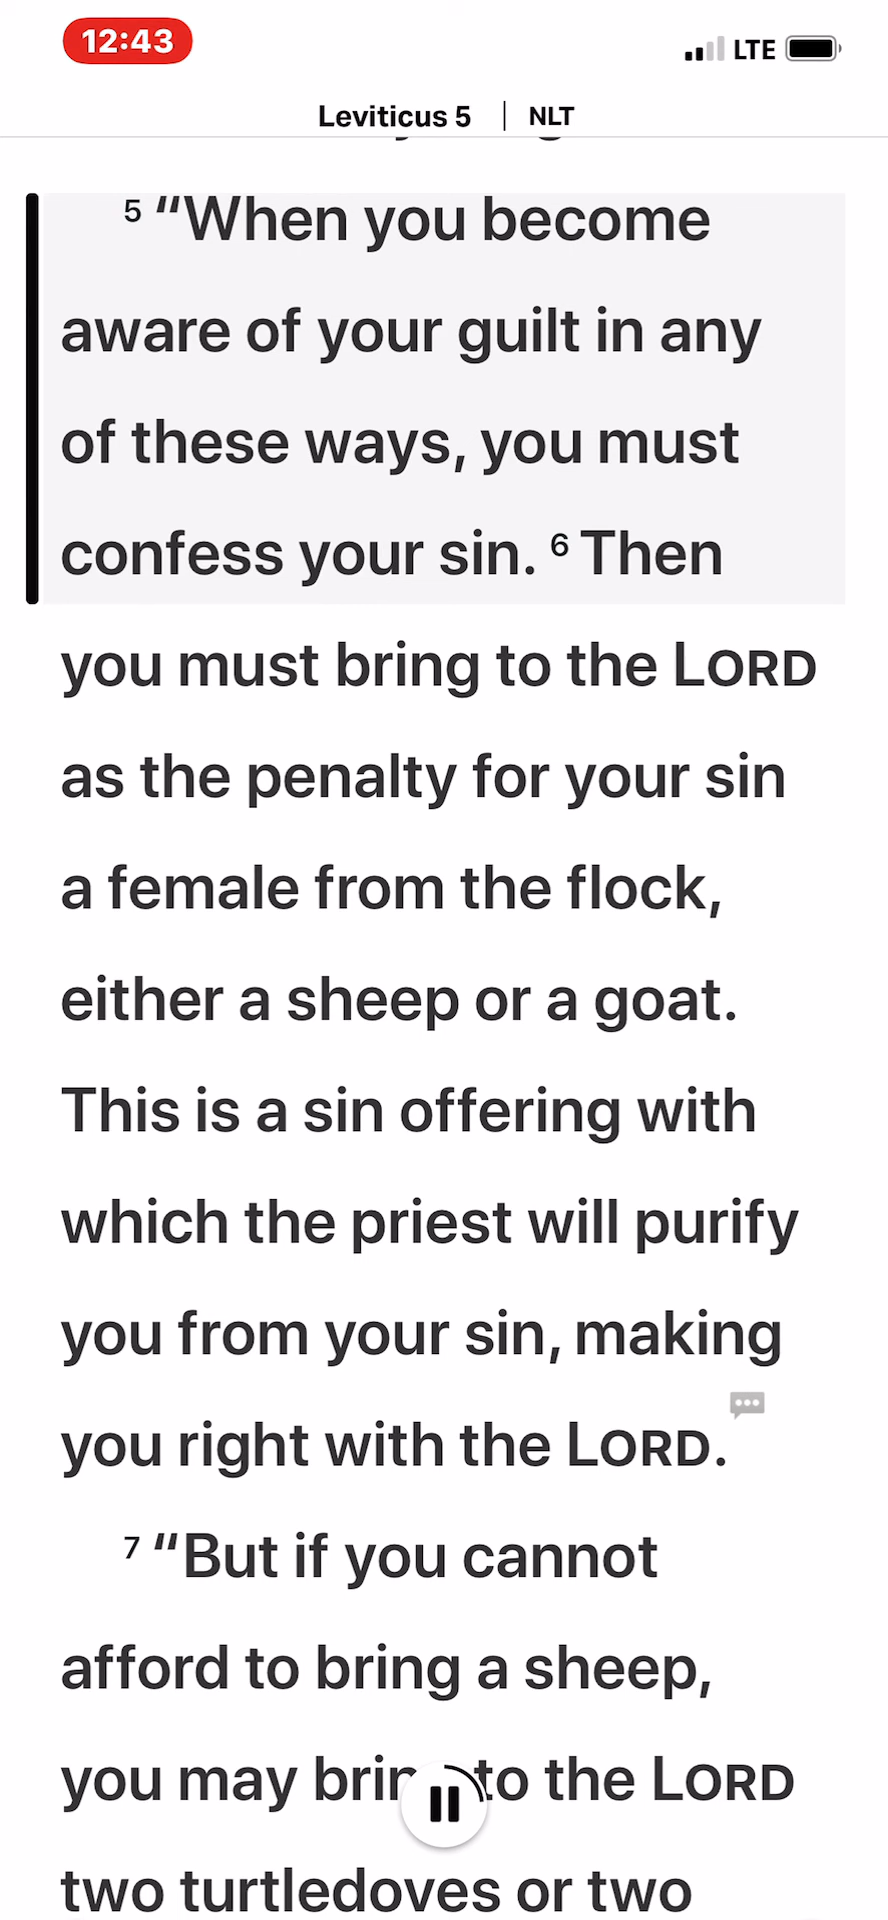 12:43
LTE
Leviticus 5 | NLT
5 “When you become
aware of your guilt in any
of these ways, you must
confess your sin. 6 Then
you must bring to the LORD
as the penalty for your sin
a female from the flock,
either a sheep or a goat.
This is a sin offering with
which the priest will purify
you from your sin, making
you right with the LORD.
7 “But if you cannot
afford to bring a sheep,
you may to the LORD
two turtledoves or two